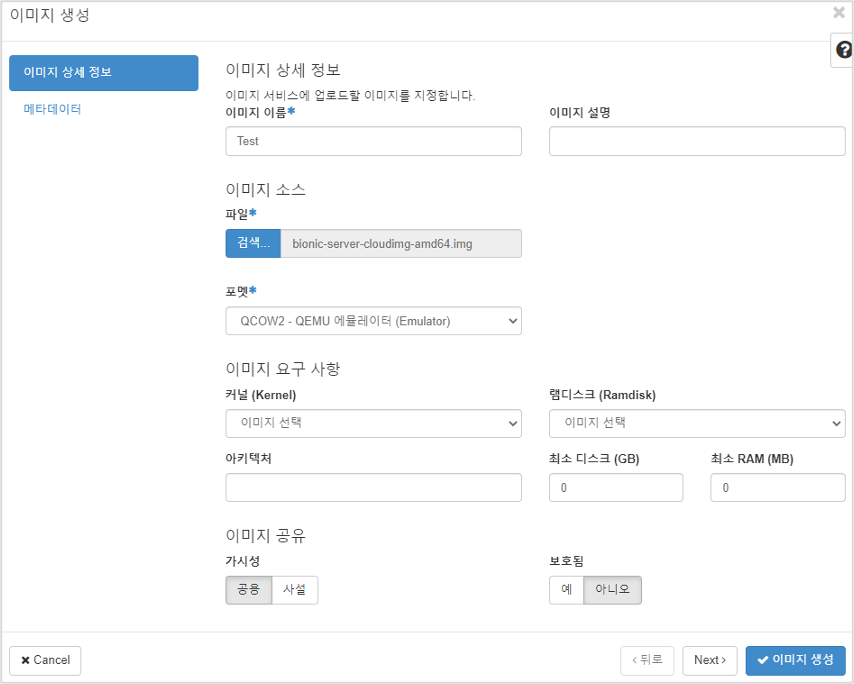 이미지 생성 ✖
?
이미지 상세 정보
메타데이터
이미지 상세 정보
이미지 서비스에 업로드할 이미지를 지정합니다.
이미지 이름* 이미지 설명
Test
이미지 소스
파일*
검색... bionic-server-cloudimg-amd64.img
포멧*
QCOW2 - QEMU 에뮬레이터 (Emulator)
이미지 요구 사항
커널 (Kernel) 램디스크 (Ramdisk)
이미지 선택 이미지 선택
아키텍처 최소 디스크 (GB) 최소 RAM (MB)
0 0
이미지 공유
가시성 보호됨
공용 사설 예 아니오
✖ Cancel ‹ 뒤로 Next › ✔ 이미지 생성